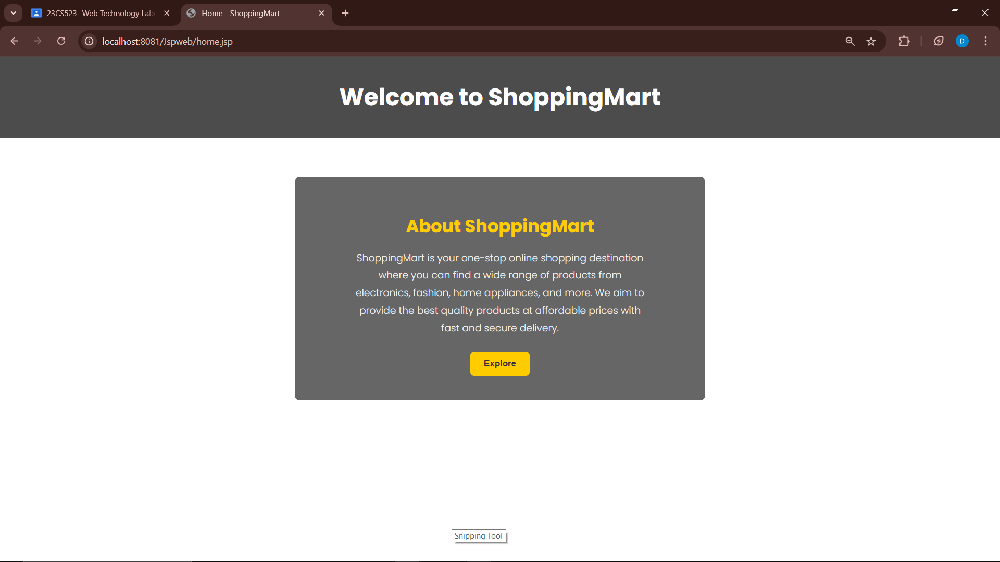 23CS523 -Web Technology Lab
Home - ShoppingMart
localhost:8081/Jspweb/home.jsp
D
Welcome to ShoppingMart
About ShoppingMart
ShoppingMart is your one-stop online shopping destination
where you can find a wide range of products from
electronics, fashion, home appliances, and more. We aim to
provide the best quality products at affordable prices with
fast and secure delivery.
Explore
Snipping Tool